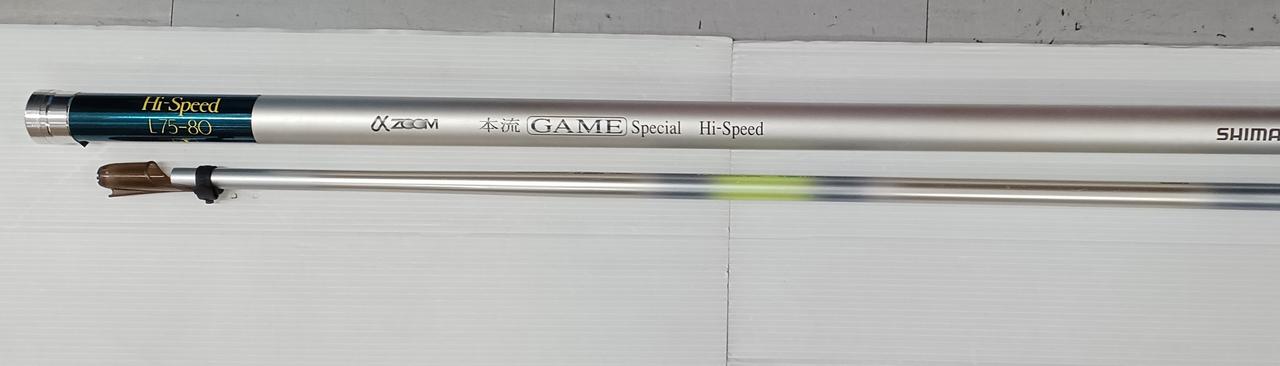 Hi-Speed
L75-80
αZOOM 本流 GAME Special Hi-Speed
SHIMA